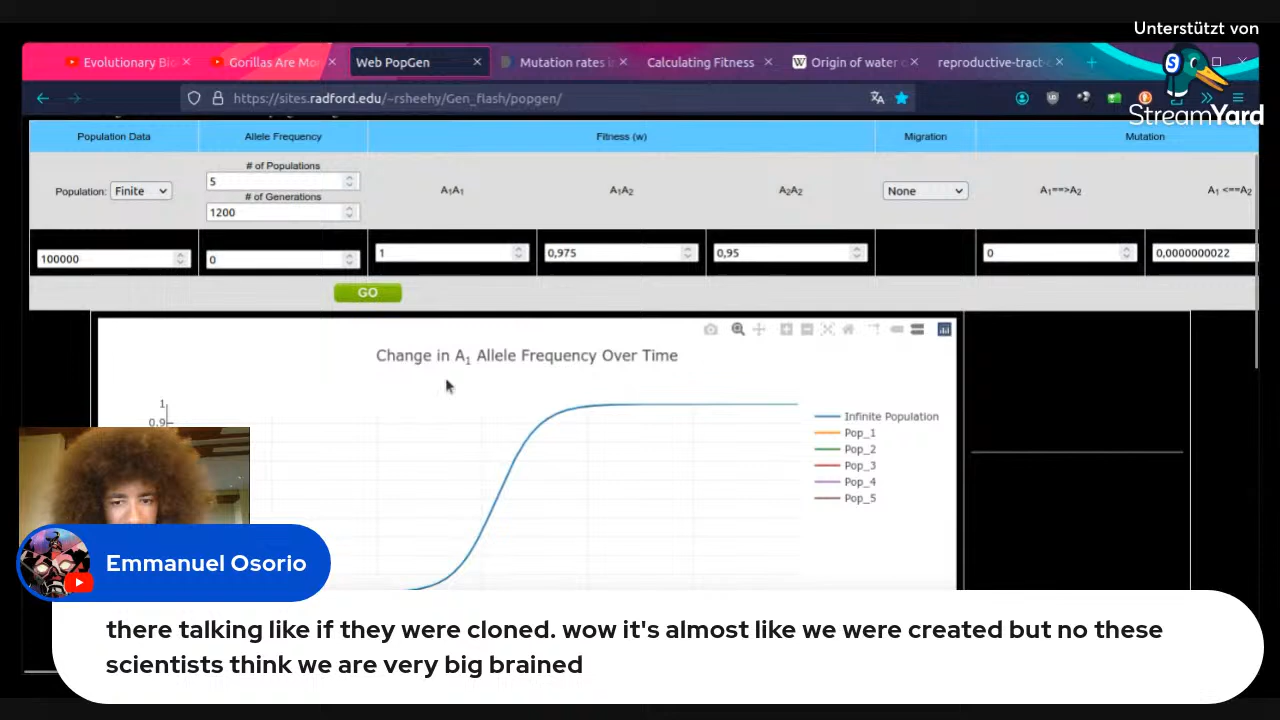 Unterstützt von
StreamYard
Evolutionary Bio
Gorillas Are Mor
Web PopGen
Mutation rates i
Calculating Fitness
Origin of water
reproductive-tract-
https://sites.radford.edu/~rsheehy/Gen_flash/popgen/
Population Data
Allele Frequency
Fitness (w)
Migration
Mutation
# of Populations
5
# of Generations
1200
Population: Finite
A₁A₁
A₁A₂
A₂A₂
None
A₁==>A₂
A₁ <==A₂
100000
0
1
0,975
0,95
0
0,0000000022
GO
Change in A₁ Allele Frequency Over Time
1
0,9
Infinite Population
Pop_1
Pop_2
Pop_3
Pop_4
Pop_5
Emmanuel Osorio
there talking like if they were cloned. wow it's almost like we were created but no these
scientists think we are very big brained